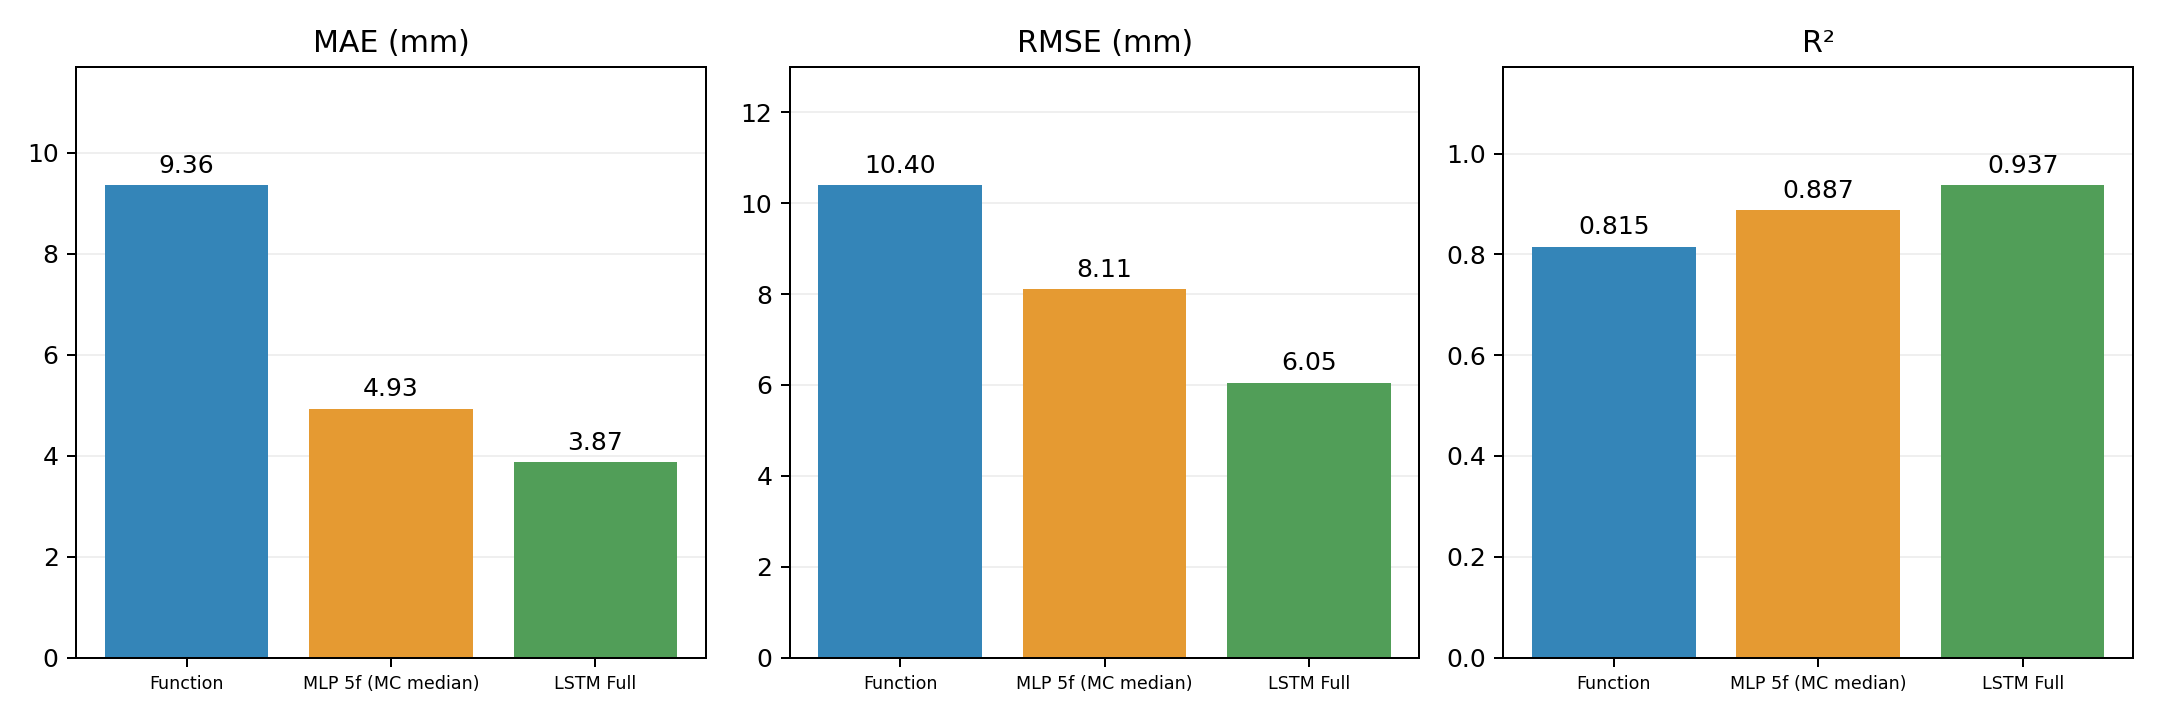 MAE (mm)
10
8
6
4
2
0
9.36
4.93
3.87
Function
MLP 5f (MC median)
LSTM Full
RMSE (mm)
12
10
8
6
4
2
0
10.40
8.11
6.05
Function
MLP 5f (MC median)
LSTM Full
R²
1.0
0.8
0.6
0.4
0.2
0.0
0.815
0.887
0.937
Function
MLP 5f (MC median)
LSTM Full